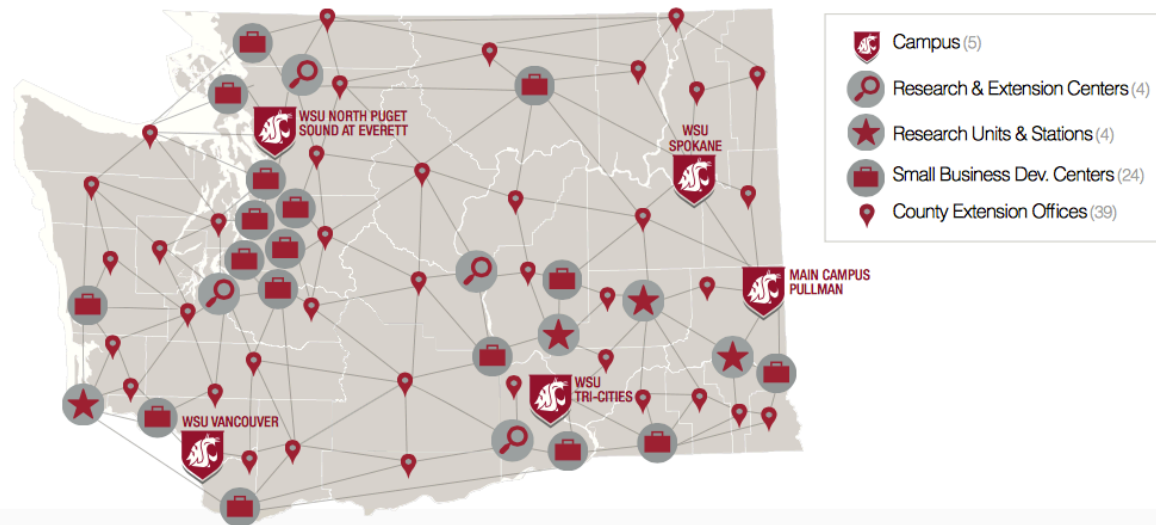 WSU NORTH PUGET
SOUND AT EVERETT
WSU
SPOKANE
MAIN CAMPUS
PULLMAN
WSU
TRI-CITIES
WSU VANCOUVER
Campus (5)
Research & Extension Centers (4)
Research Units & Stations (4)
Small Business Dev. Centers (24)
County Extension Offices (39)